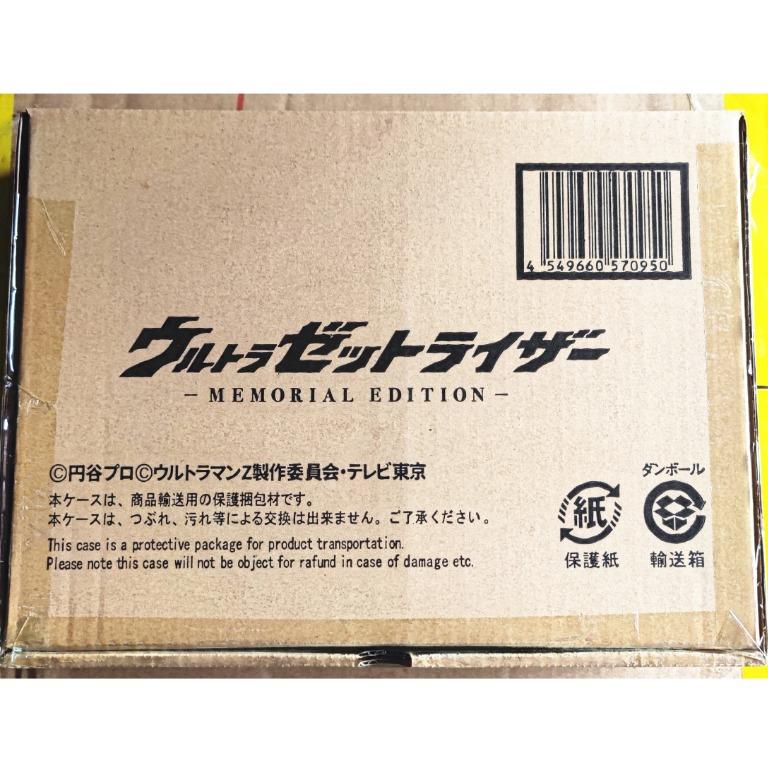 4 549660 570950
ウルトラゼットライザー
- MEMORIAL EDITION -
©円谷プロ©ウルトラマンZ製作委員会・テレビ東京
本ケースは、商品輸送用の保護梱包材です。
本ケースは、つぶれ、汚れ等による交換は出来ません。ご了承ください。
This case is a protective package for product transportation.
Please note this case will not be object for rafund in case of damage etc.
紙
保護紙
ダンボール
輸送箱